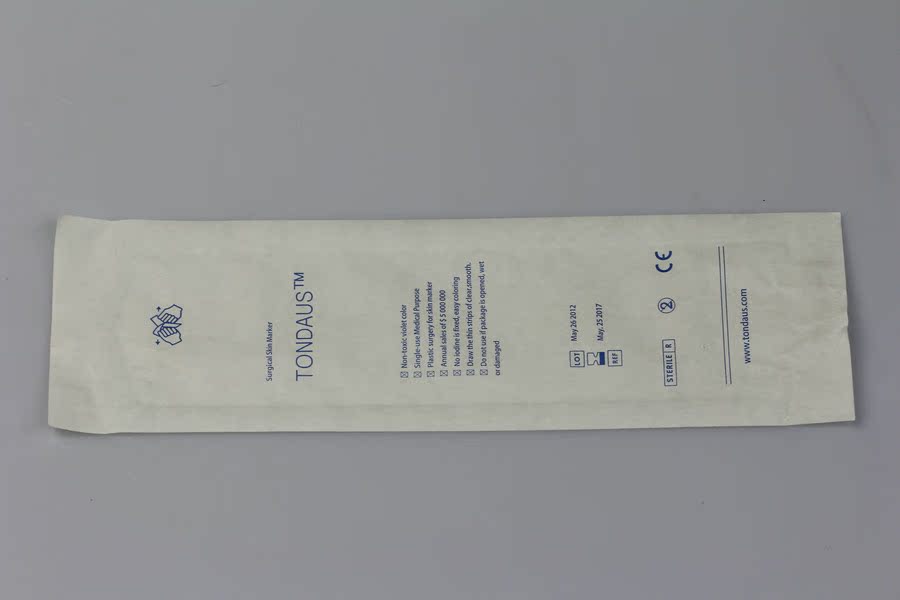 Surgical Skin Marker
TONDAUS™
☒ Non-toxic violet color
☒ Single-use Medical Purpose
☒ Plastic surgery for skin marker
☒ Annual sales of $ 5 000 000
☒ No iodine is fixed, easy coloring
☒ Draw the thin strips of clear,smooth.
☒ Do not use if package is opened, wet
or damaged
LOT May 26 2012
May. 25 2017
REF
STERILE R 2 CE
www.tondaus.com